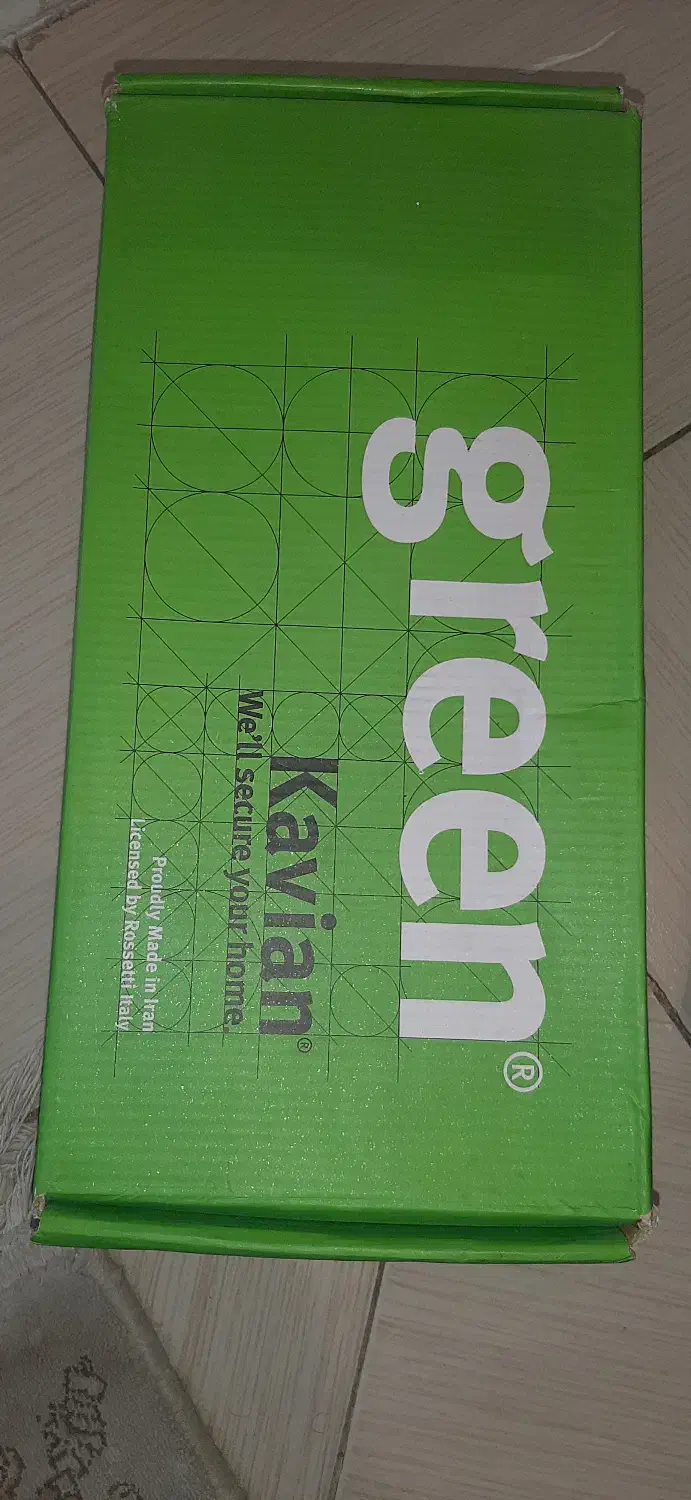 green®
Kavian®
We'll secure your home.
Proudly Made in Iran
Licensed by Rossetti Italy